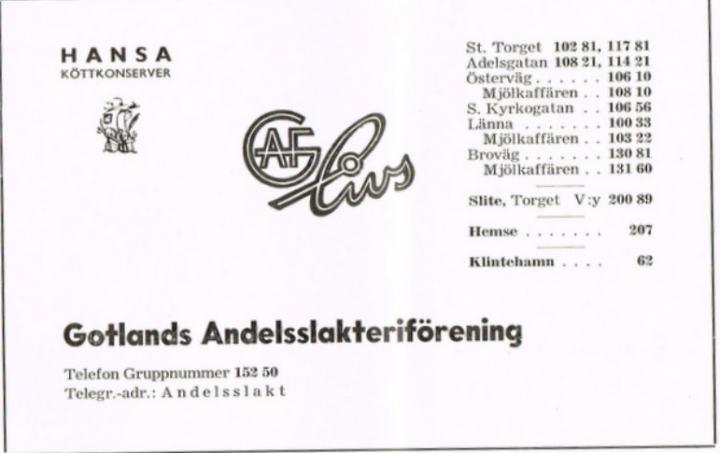 HANSA
KÖTTKONSERVER
GAF Livs
St. Torget 102 81, 117 81
Adelsgatan 108 21, 114 21
Österväg . . . . . . 106 10
Mjölkaffären . . 108 10
S. Kyrkogatan . . 106 56
Länna . . . . . . . 100 33
Mjölkaffären . . 103 22
Broväg . . . . . . . 130 81
Mjölkaffären . . 131 60
Slite, Torget V:y 200 89
Hemse . . . . . . . 207
Klintehamn . . . . 62
Gotlands Andelsslakteriförening
Telefon Gruppnummer 152 50
Telegr.-adr.: Andelsslakt